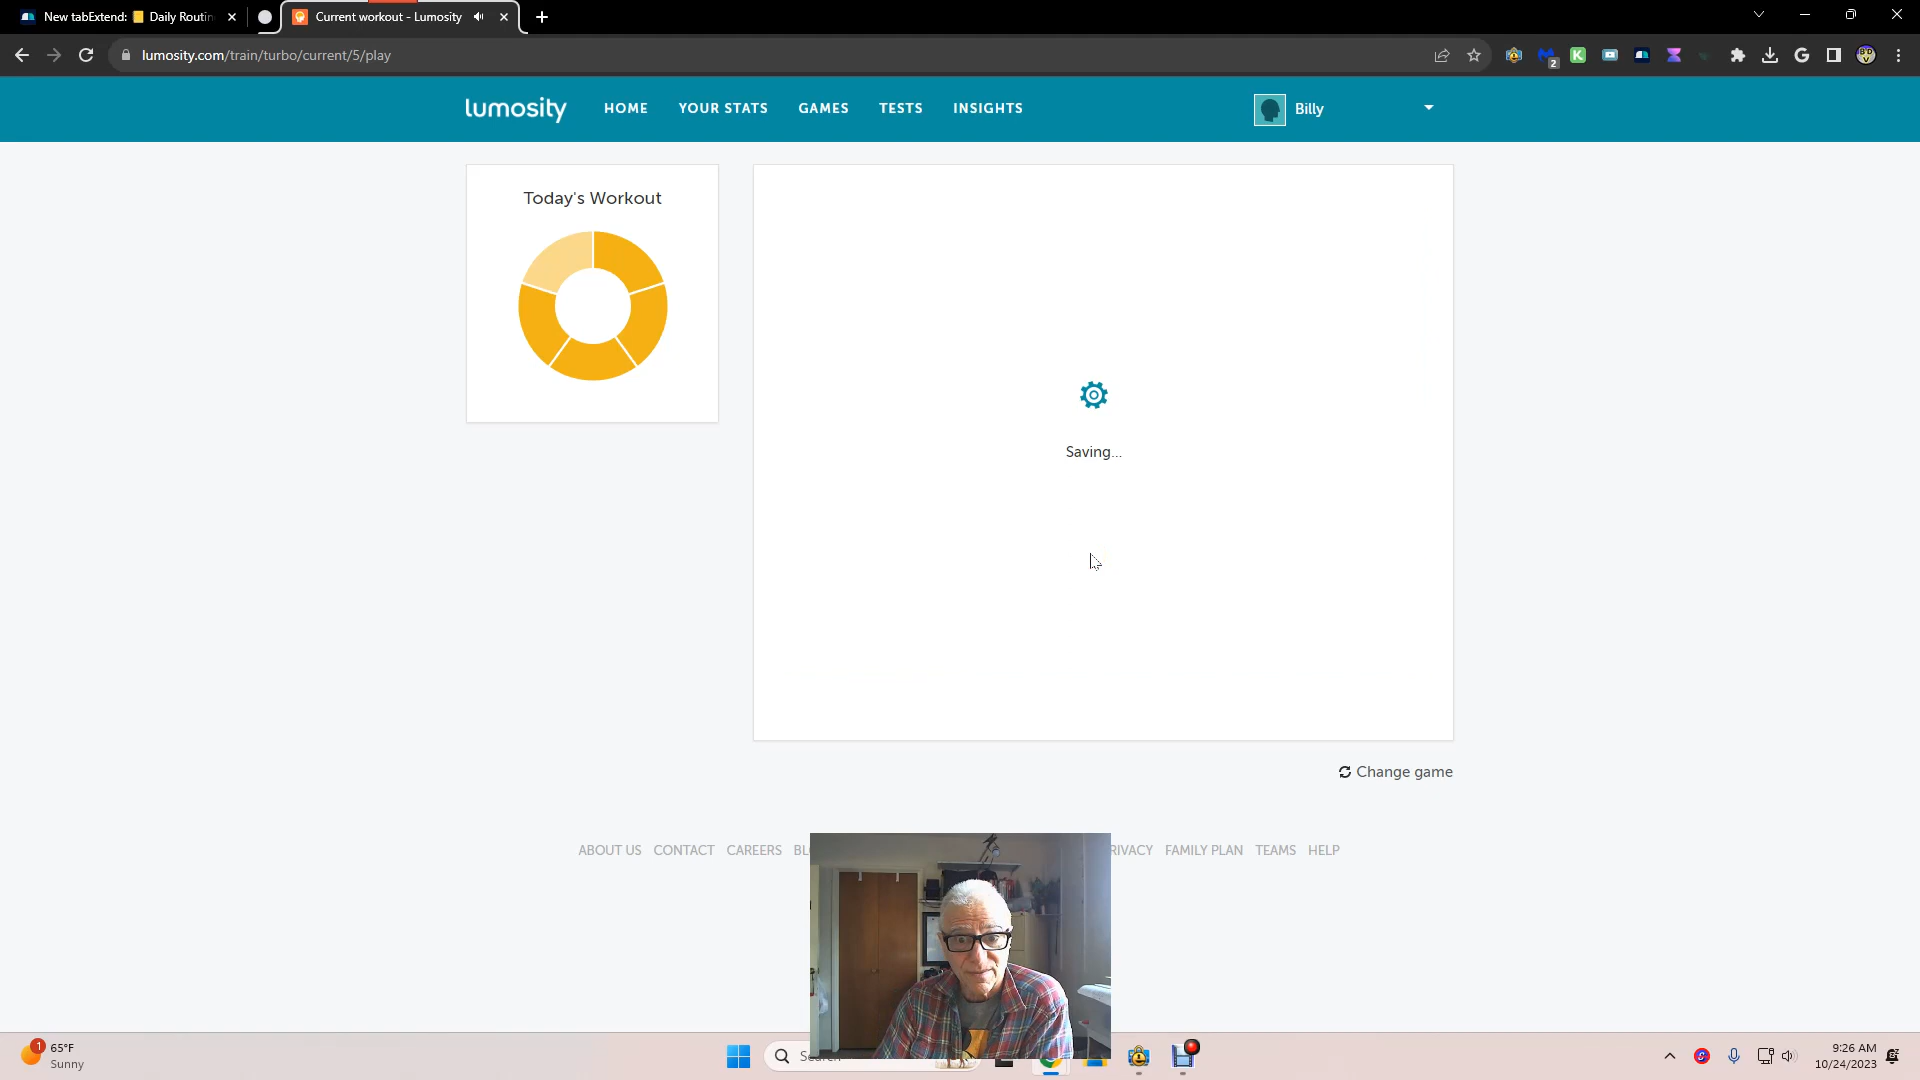 New tabExtend: Daily Routin
Current workout - Lumosity
lumosity.com/train/turbo/current/5/play
2
lumosity
HOME
YOUR STATS
GAMES
TESTS
INSIGHTS
Billy
Today's Workout
Saving...
Change game
ABOUT US CONTACT CAREERS
FAMILY PLAN TEAMS HELP
1
65°F
Sunny
9:26 AM
10/24/2023